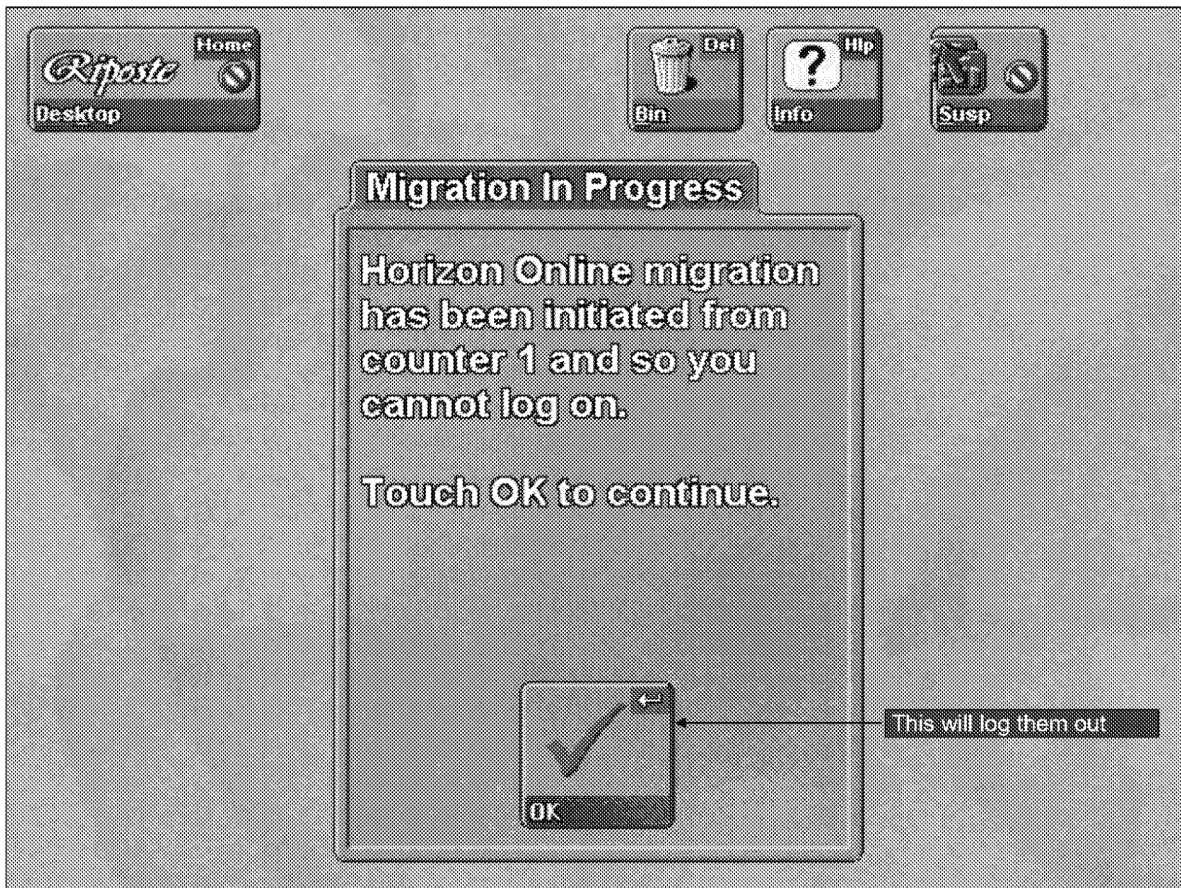 Riposte
Home
Desktop
Del
Bin
Hlp
Info
Susp
Migration In Progress
Horizon Online migration
has been initiated from
counter 1 and so you
cannot log on.
Touch OK to continue.
OK
This will log them out